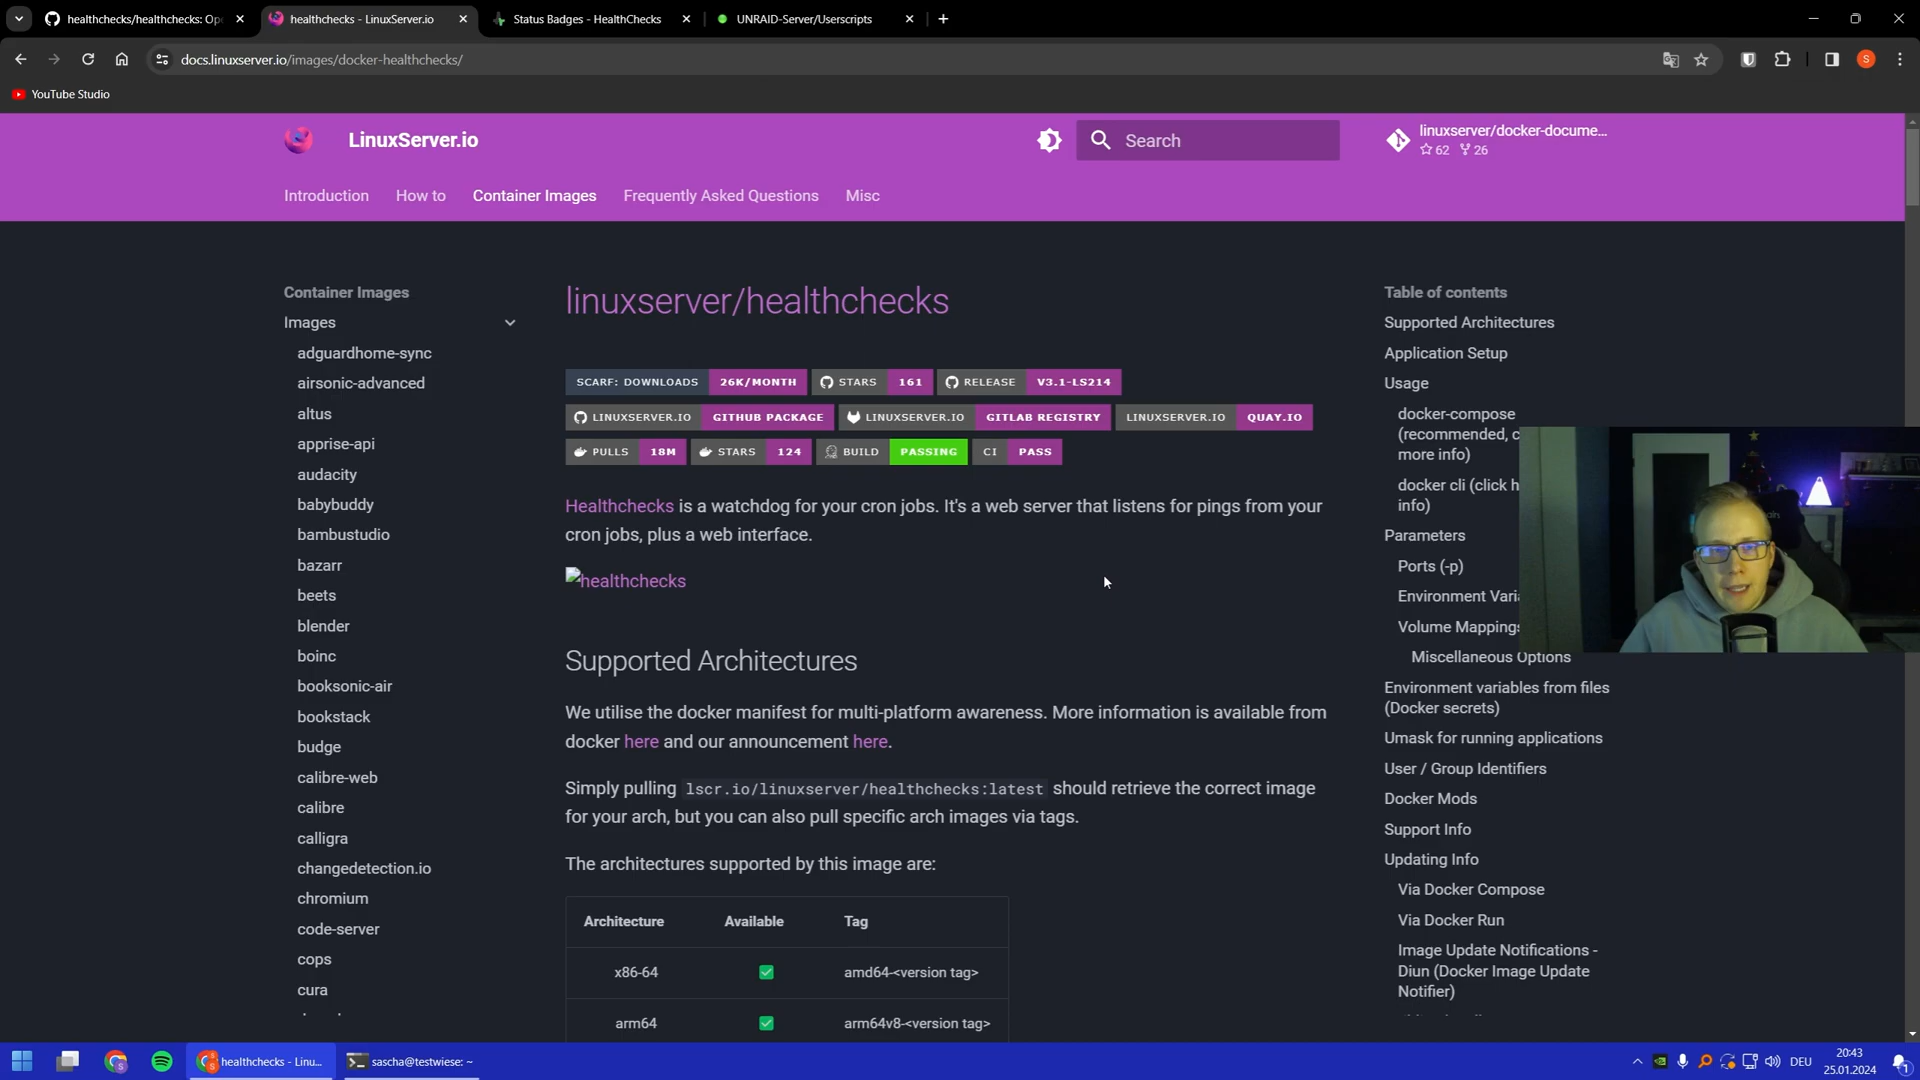 healthchecks/healthchecks: Ope
healthchecks - LinuxServer.io
Status Badges - HealthChecks
UNRAID-Server/Userscripts
docs.linuxserver.io/images/docker-healthchecks/
S
YouTube Studio
LinuxServer.io
Search
linuxserver/docker-docume...
62 26
Introduction
How to
Container Images
Frequently Asked Questions
Misc
Container Images
Images
adguardhome-sync
airsonic-advanced
altus
apprise-api
audacity
babybuddy
bambustudio
bazarr
beets
blender
boinc
booksonic-air
bookstack
budge
calibre-web
calibre
calligra
changedetection.io
chromium
code-server
cops
cura
linuxserver/healthchecks
SCARF: DOWNLOADS 26K/MONTH STARS 161 RELEASE V3.1-LS214
LINUXSERVER.IO GITHUB PACKAGE LINUXSERVER.IO GITLAB REGISTRY LINUXSERVER.IO QUAY.IO
PULLS 18M STARS 124 BUILD PASSING CI PASS
Healthchecks is a watchdog for your cron jobs. It's a web server that listens for pings from your
cron jobs, plus a web interface.
healthchecks
Supported Architectures
We utilise the docker manifest for multi-platform awareness. More information is available from
docker here and our announcement here.
Simply pulling lscr.io/linuxserver/healthchecks:latest should retrieve the correct image
for your arch, but you can also pull specific arch images via tags.
The architectures supported by this image are:
Architecture Available Tag
x86-64 amd64-<version tag>
arm64 arm64v8-<version tag>
Table of contents
Supported Architectures
Application Setup
Usage
docker-compose
(recommended, c
more info)
docker cli (click h
info)
Parameters
Ports (-p)
Environment Varia
Volume Mappings
Miscellaneous Options
Environment variables from files
(Docker secrets)
Umask for running applications
User / Group Identifiers
Docker Mods
Support Info
Updating Info
Via Docker Compose
Via Docker Run
Image Update Notifications -
Diun (Docker Image Update
Notifier)
healthchecks - Linu...
sascha@testwiese: ~
DEU
20:43
25.01.2024
1